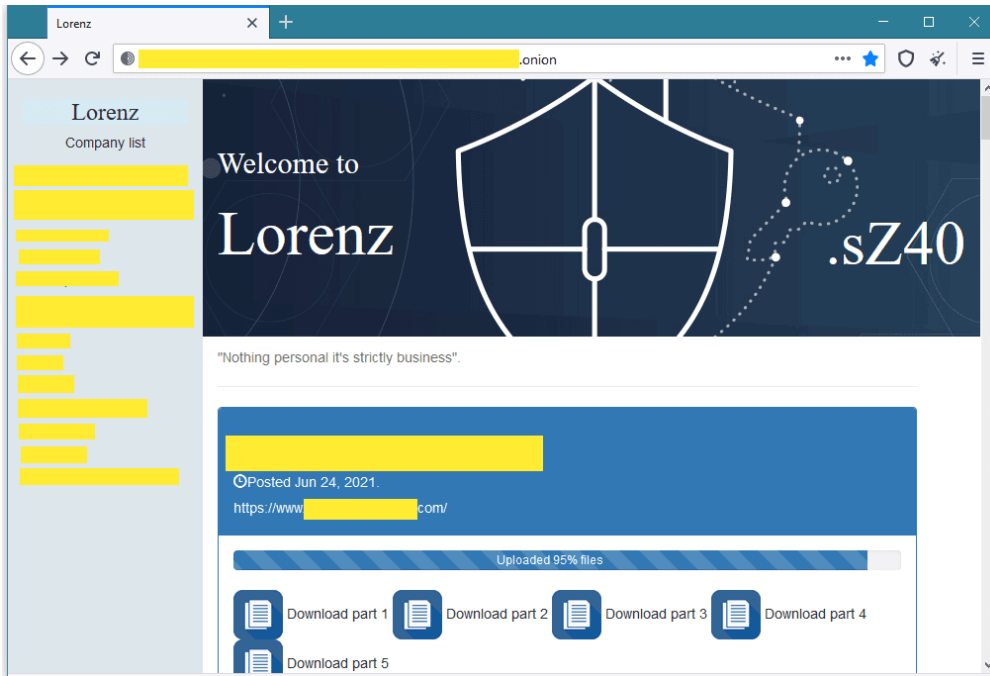 Lorenz
.onion
Lorenz
Company list
Welcome to
Lorenz
.sZ40
"Nothing personal it's strictly business".
Posted Jun 24, 2021.
https://www. com/
Uploaded 95% files
Download part 1 Download part 2 Download part 3 Download part 4
Download part 5